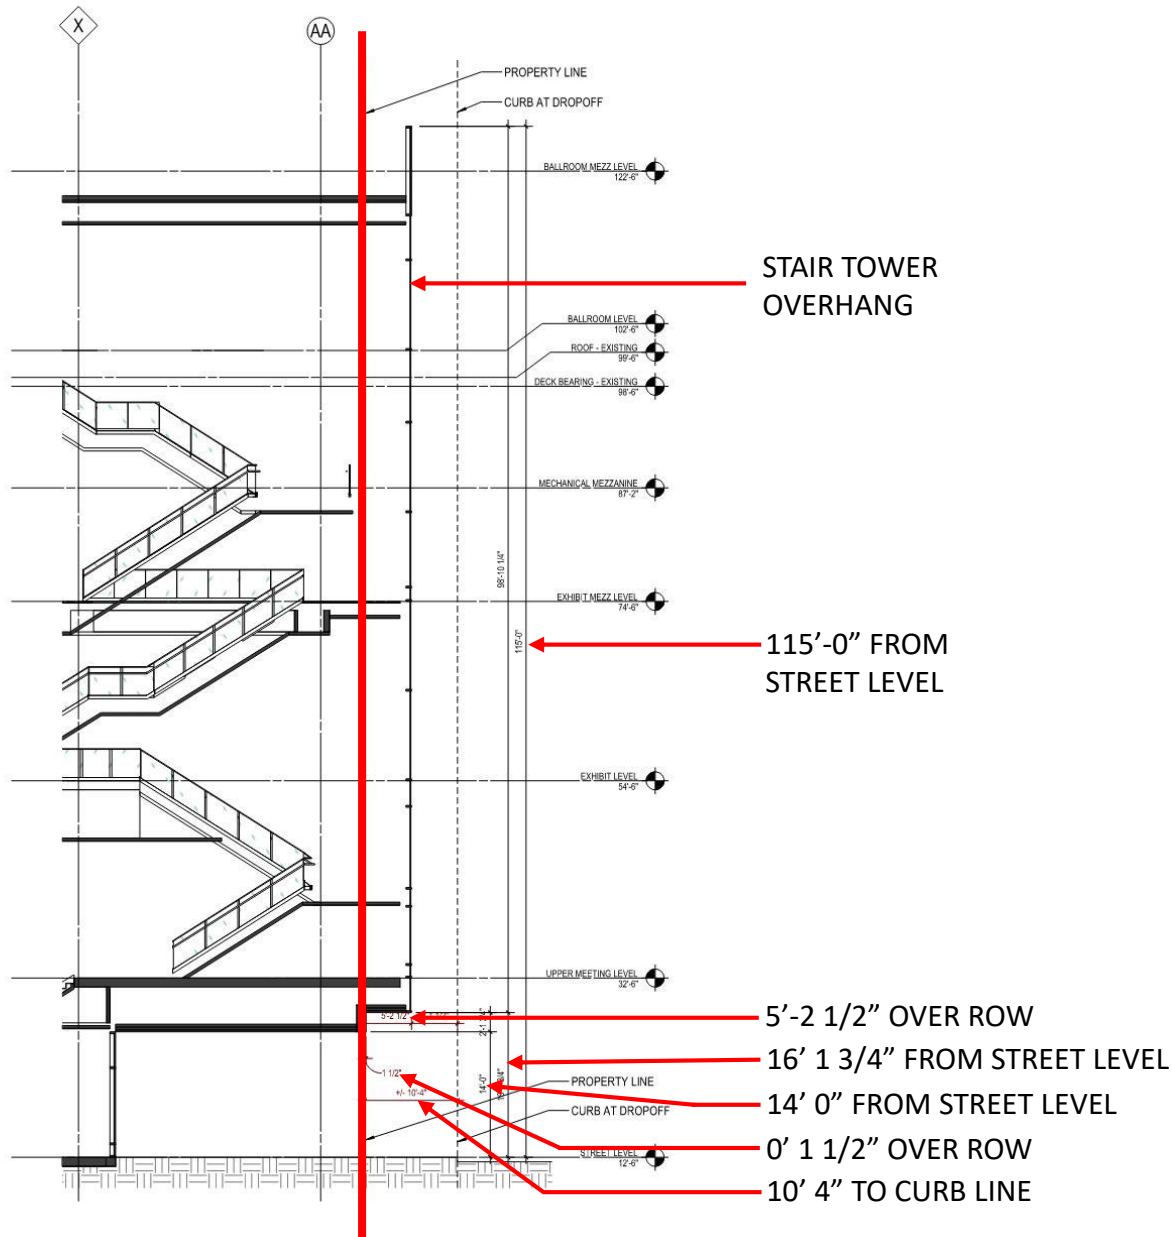 X
AA
PROPERTY LINE
CURB AT DROPOFF
BALLROOM MEZZ LEVEL
122'-6"
STAIR TOWER
OVERHANG
BALLROOM LEVEL
102'-6"
ROOF - EXISTING
99'-6"
DECK BEARING - EXISTING
98'-6"
MECHANICAL MEZZANINE
87'-2"
98'-10 1/4"
EXHIBIT MEZZ LEVEL
74'-6"
115'-0"
115'-0" FROM
STREET LEVEL
EXHIBIT LEVEL
54'-6"
UPPER MEETING LEVEL
32'-6"
5'-2 1/2"
5'-2 1/2" OVER ROW
16' 1 3/4" FROM STREET LEVEL
1 1/2"
PROPERTY LINE
+/- 10'-4"
14'-0"
14' 0" FROM STREET LEVEL
CURB AT DROPOFF
0' 1 1/2" OVER ROW
STREET LEVEL
12'-6"
10' 4" TO CURB LINE